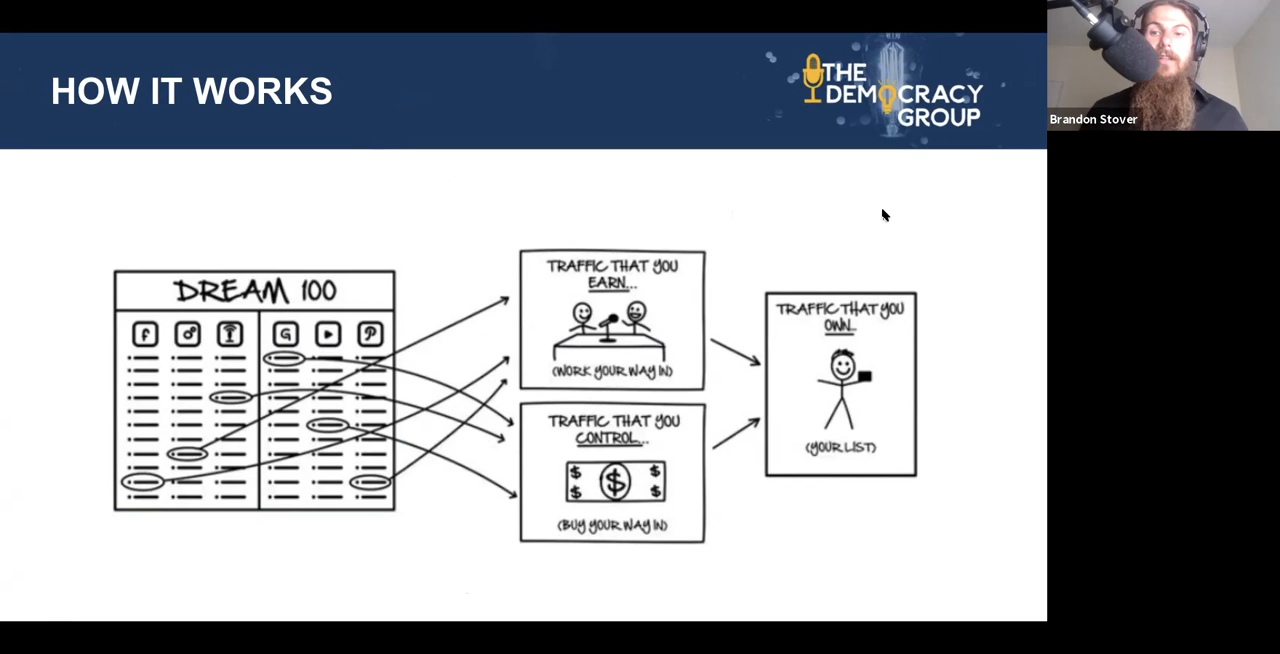 HOW IT WORKS
THE
DEMOCRACY
GROUP
Brandon Stover
DREAM 100
G
TRAFFIC THAT YOU
EARN...
(WORK YOUR WAY IN)
TRAFFIC THAT YOU
CONTROL...
$ $
$
$ $
(BUY YOUR WAY IN)
TRAFFIC THAT YOU
OWN...
(YOUR LIST)